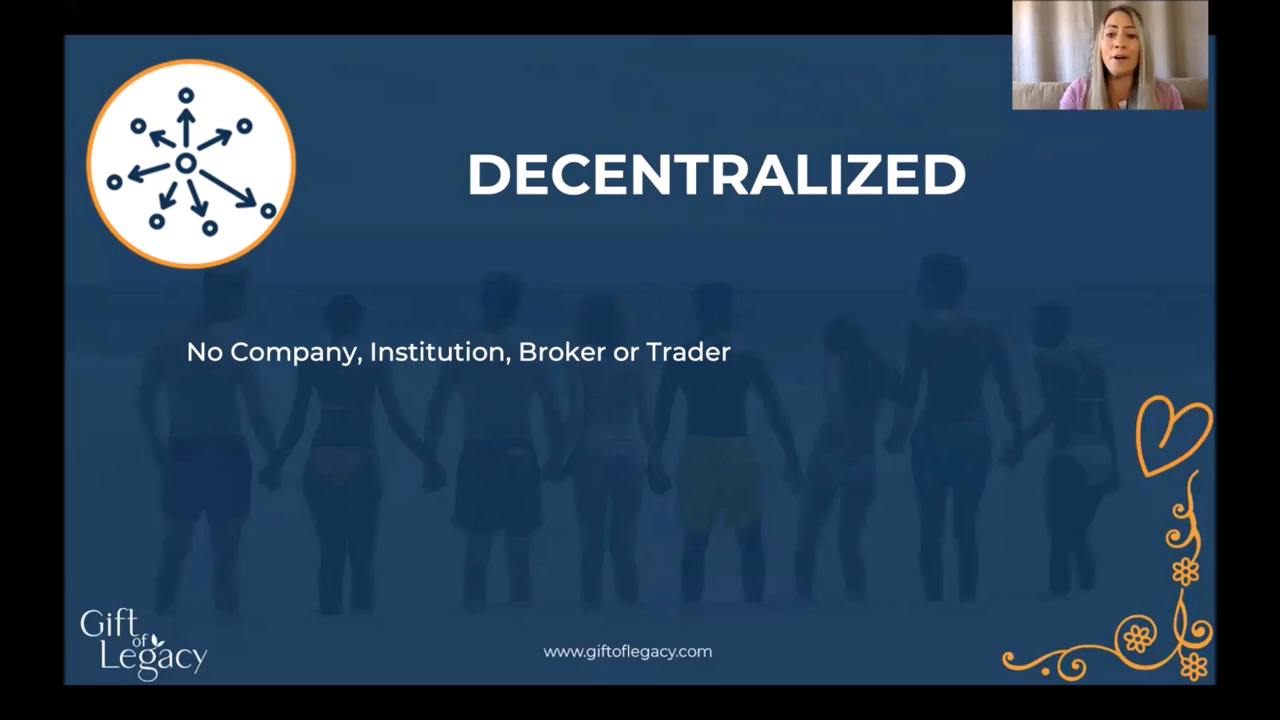 DECENTRALIZED
No Company, Institution, Broker or Trader
Gift
of
Legacy
www.giftoflegacy.com